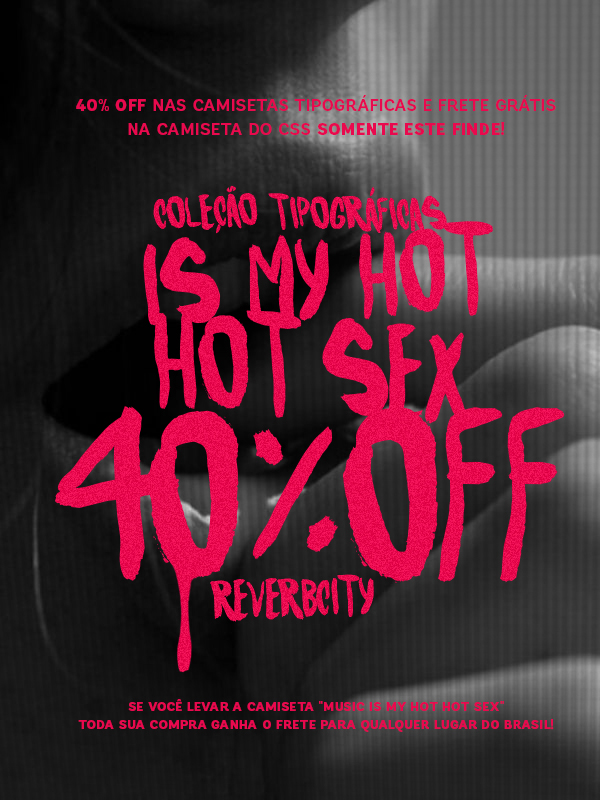 40% OFF NAS CAMISETAS TIPOGRÁFICAS E FRETE GRÁTIS
NA CAMISETA DO CSS SOMENTE ESTE FINDE!
COLEÇÃO TIPOGRÁFICAS
IS MY HOT
HOT SEX
40% OFF
REVERBCITY
SE VOCÊ LEVAR A CAMISETA "MUSIC IS MY HOT HOT SEX"
TODA SUA COMPRA GANHA O FRETE PARA QUALQUER LUGAR DO BRASIL!